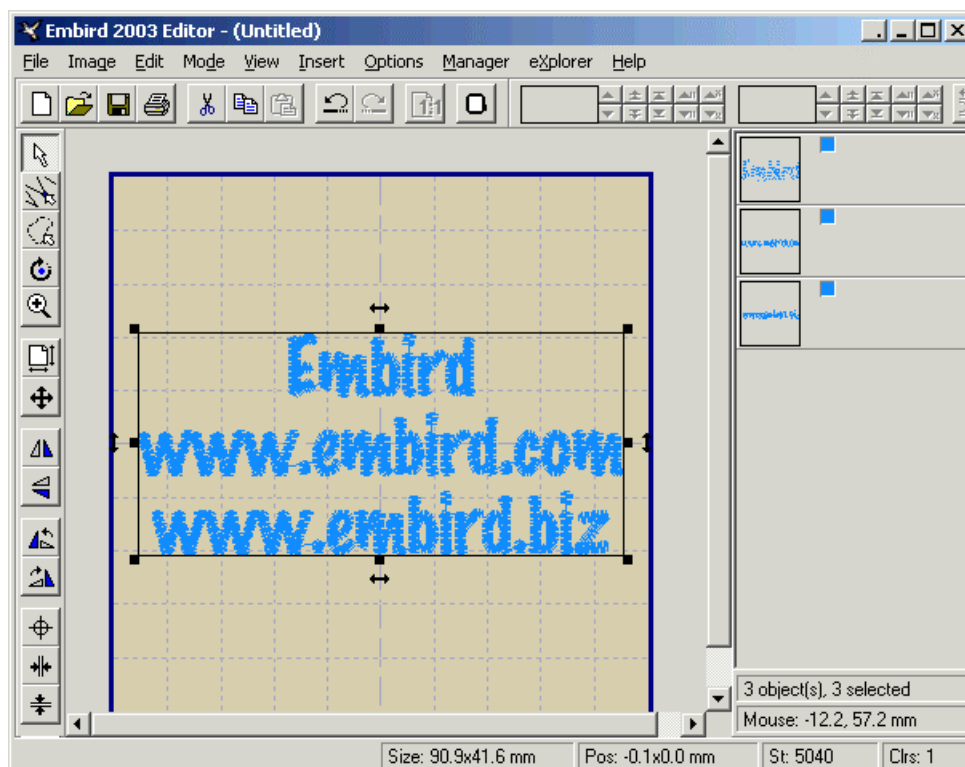 Embird 2003 Editor - (Untitled)
File Image Edit Mode View Insert Options Manager eXplorer Help
1:1
Embird
www.embird.com
www.embird.biz
3 object(s), 3 selected
Mouse: -12.2, 57.2 mm
Size: 90.9x41.6 mm Pos: -0.1x0.0 mm St: 5040 Clrs: 1